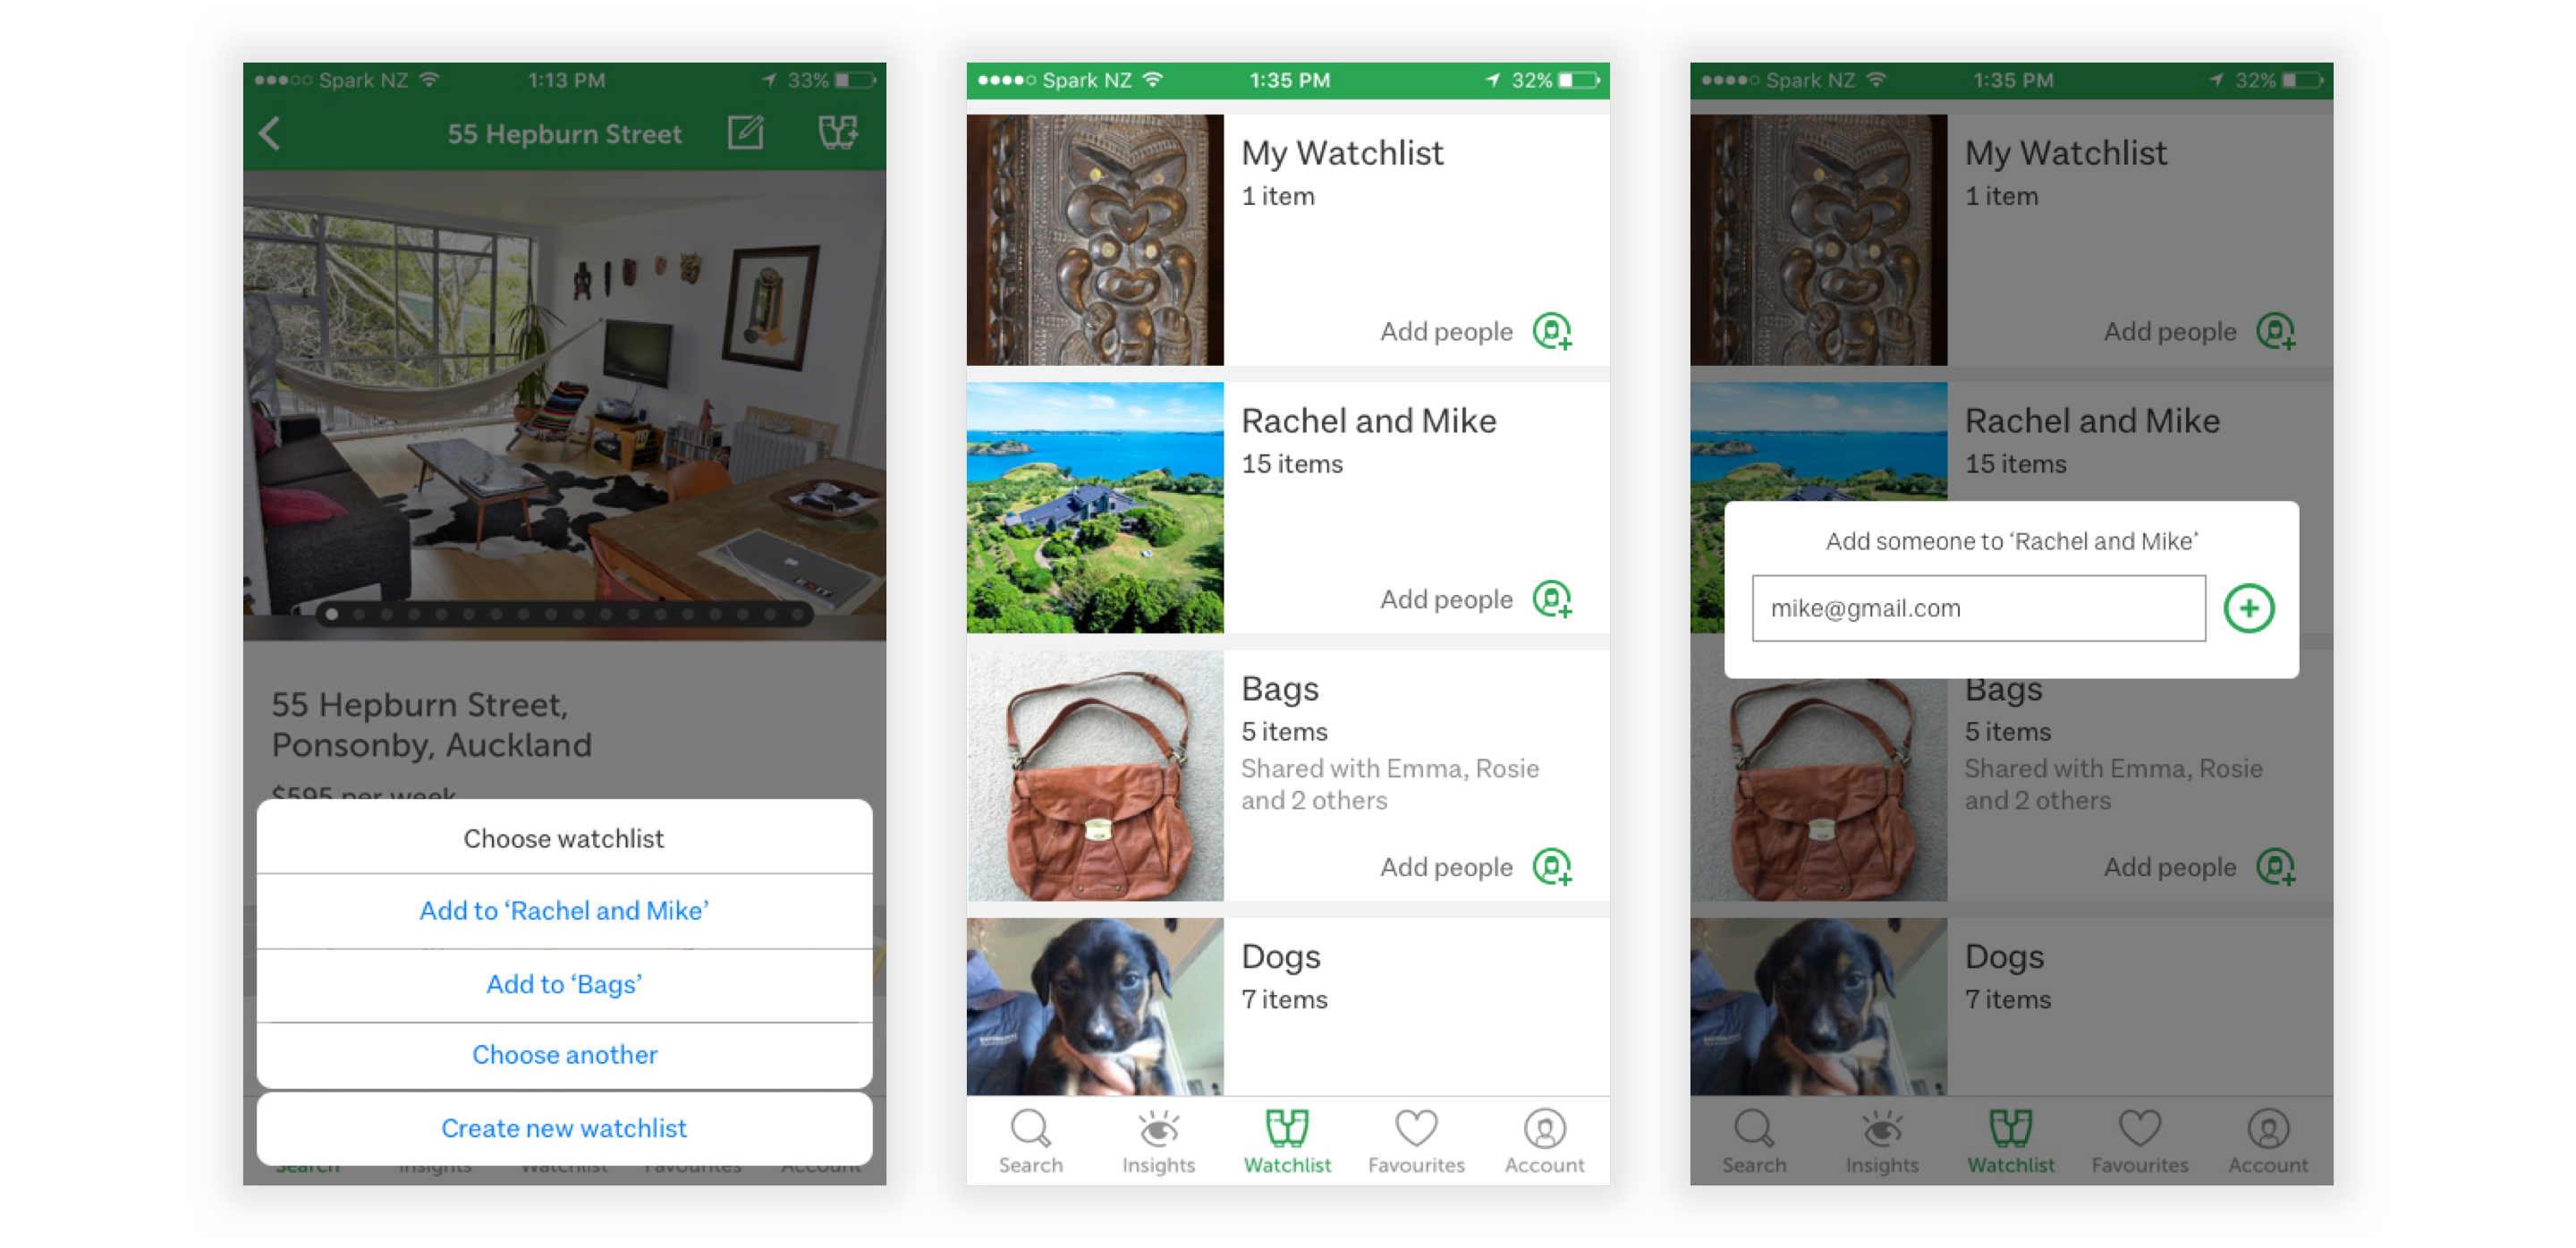 Spark NZ 1:13 PM 33%
55 Hepburn Street
55 Hepburn Street,
Ponsonby, Auckland
$595 per week
Choose watchlist
Add to ‘Rachel and Mike’
Add to ‘Bags’
Choose another
Create new watchlist
Search Insights Watchlist Favourites Account
Spark NZ 1:35 PM 32%
My Watchlist
1 item
Add people
Rachel and Mike
15 items
Add people
Bags
5 items
Shared with Emma, Rosie
and 2 others
Add people
Dogs
7 items
Search Insights Watchlist Favourites Account
Spark NZ 1:35 PM 32%
My Watchlist
1 item
Add people
Rachel and Mike
15 items
Add someone to ‘Rachel and Mike’
mike@gmail.com
Bags
5 items
Shared with Emma, Rosie
and 2 others
Add people
Dogs
7 items
Search Insights Watchlist Favourites Account